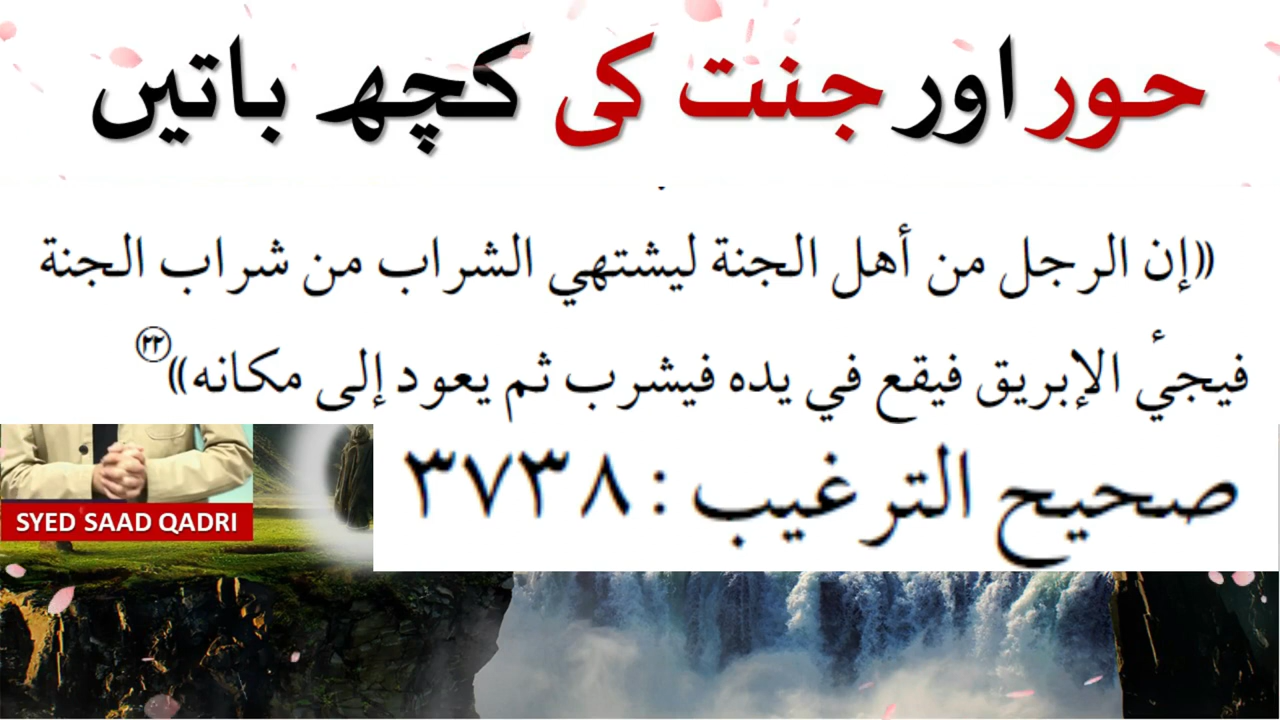 حور اور جنت کی کچھ باتیں
((إن الرجل من أهل الجنة ليشتهي الشراب من شراب الجنة
فيجئ الإبريق فيقع في يده فيشرب ثم يعود إلى مكانه)) ٢٢
صحيح الترغيب : ٣٧٣٨
SYED SAAD QADRI